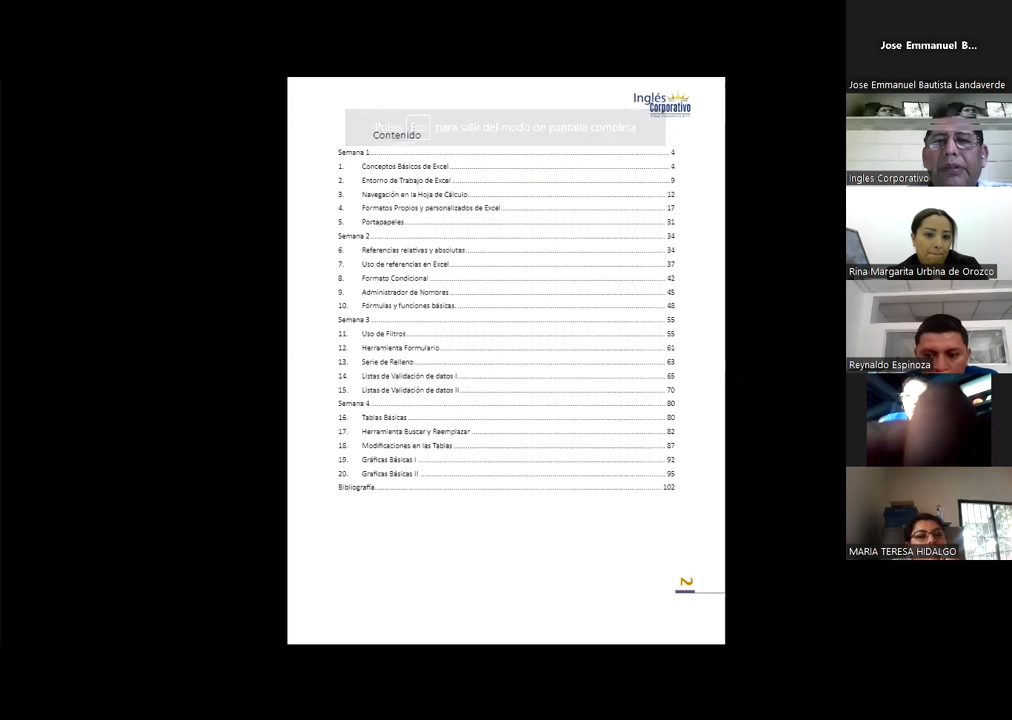 Inglés
Corporativo
Pulsa Esc para salir del modo de pantalla completa
Contenido
Semana 1 4
1. Conceptos Básicos de Excel 4
2. Entorno de Trabajo de Excel 9
3. Navegación en la Hoja de Cálculo 12
4. Formatos Propios y personalizados de Excel 17
5. Portapapeles 31
Semana 2 34
6. Referencias relativas y absolutas 34
7. Uso de referencias en Excel 37
8. Formato Condicional 42
9. Administrador de Nombres 45
10. Fórmulas y funciones básicas. 48
Semana 3 55
11. Uso de Filtros 55
12. Herramienta Formulario 61
13. Serie de Relleno 63
14. Listas de Validación de datos I 65
15. Listas de Validación de datos II 70
Semana 4 80
16. Tablas Básicas 80
17. Herramienta Buscar y Reemplazar 82
18. Modificaciones en las Tablas 87
19. Gráficas Básicas I 92
20. Graficas Básicas II 95
Bibliografía 102
2
Jose Emmanuel B...
Jose Emmanuel Bautista Landaverde
Ingles Corporativo
Rina Margarita Urbina de Orozco
Reynaldo Espinoza
MARIA TERESA HIDALGO